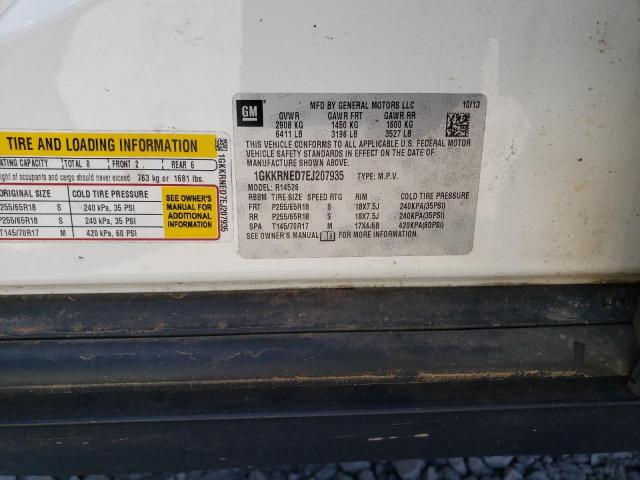 TIRE AND LOADING INFORMATION
ATING CAPACITY TOTAL 8 FRONT 2 REAR 6
ight of occupants and cargo should never exceed 763 kg or 1681 lbs.
ORIGINAL SIZE COLD TIRE PRESSURE
P255/65R18 S 240 kPa, 35 PSI
P255/65R18 S 240 kPa, 35 PSI
T145/70R17 M 420 kPa, 60 PSI
SEE OWNER'S
MANUAL FOR
ADDITIONAL
INFORMATION
1GKKRNED7EJ207935
GM
MFD BY GENERAL MOTORS LLC 10/13
GVWR GAWR FRT GAWR RR
2908 KG 1450 KG 1600 KG
6411 LB 3196 LB 3527 LB
THIS VEHICLE CONFORMS TO ALL APPLICABLE U.S. FEDERAL MOTOR
VEHICLE SAFETY STANDARDS IN EFFECT ON THE DATE OF
MANUFACTURE SHOWN ABOVE.
1GKKRNED7EJ207935 TYPE: M.P.V.
MODEL: R14526
RBBM TIRE SIZE SPEED RTG RIM COLD TIRE PRESSURE
FRT P255/65R18 S 18X7.5J 240KPA(35PSI)
RR P255/65R18 S 18X7.5J 240KPA(35PSI)
SPA T145/70R17 M 17X4.5B 420KPA(60PSI)
SEE OWNER'S MANUAL FOR MORE INFORMATION.